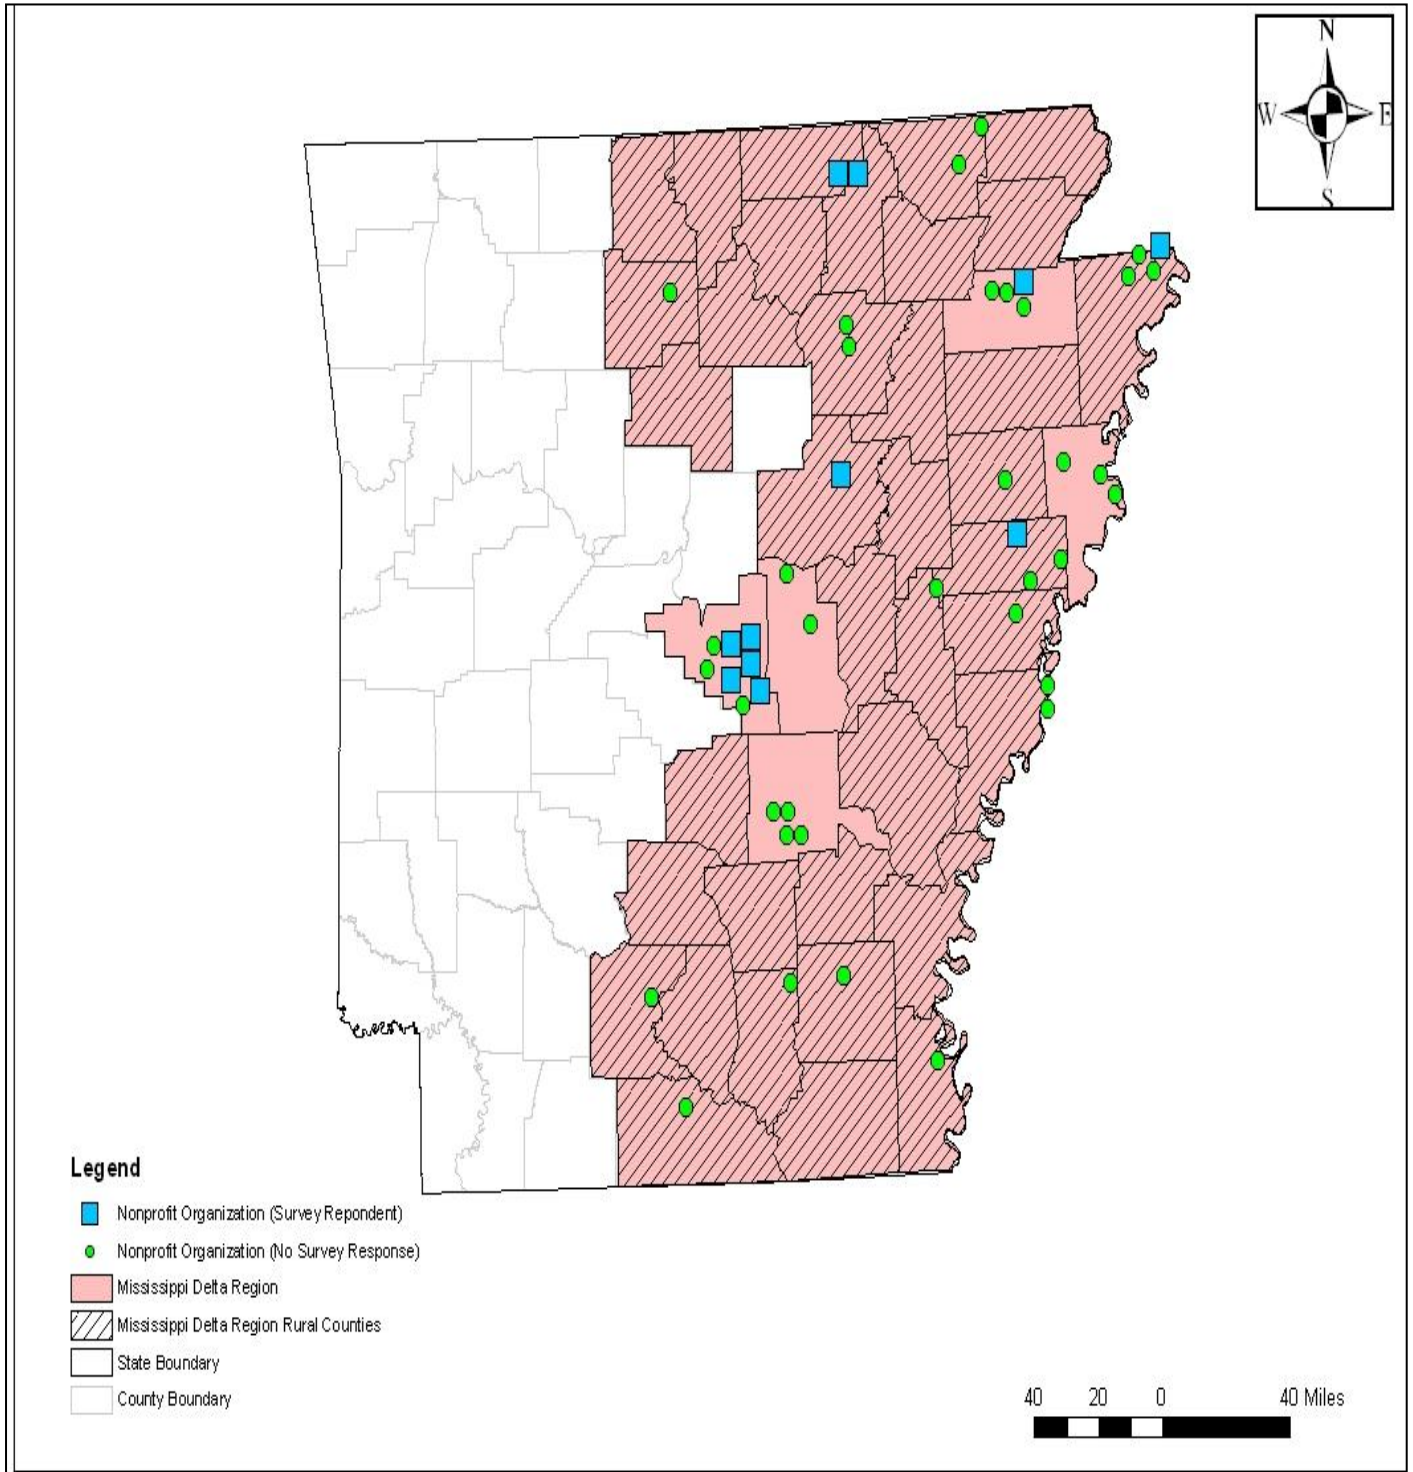 N
W E
S
Legend
Nonprofit Organization (Survey Repondent)
Nonprofit Organization (No Survey Response)
Mississippi Delta Region
Mississippi Delta Region Rural Counties
State Boundary
County Boundary
40 20 0 40 Miles